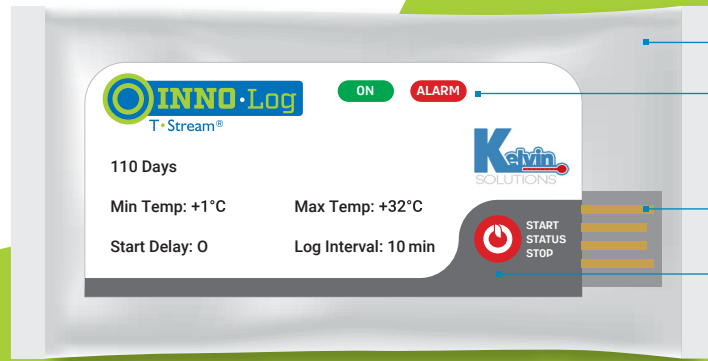 INNO·Log
T·Stream®
ON
ALARM
Kelvin
SOLUTIONS
110 Days
Min Temp: +1°C
Max Temp: +32°C
Start Delay: O
Log Interval: 10 min
START
STATUS
STOP